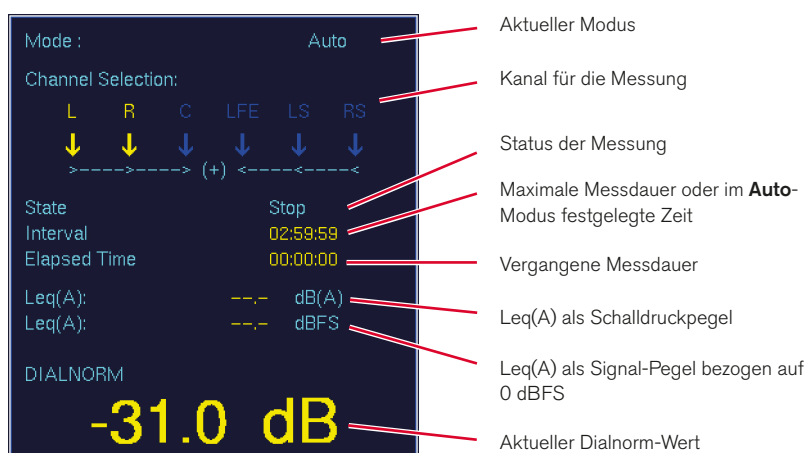 Mode : Auto
Channel Selection:
L R C LFE LS RS
>---->----> (+) <----<----<
State Stop
Interval 02:59:59
Elapsed Time 00:00:00
Leq(A): --.- dB(A)
Leq(A): --.- dBFS
DIALNORM
-31.0 dB
Aktueller Modus
Kanal für die Messung
Status der Messung
Maximale Messdauer oder im Auto-
Modus festgelegte Zeit
Vergangene Messdauer
Leq(A) als Schalldruckpegel
Leq(A) als Signal-Pegel bezogen auf
0 dBFS
Aktueller Dialnorm-Wert